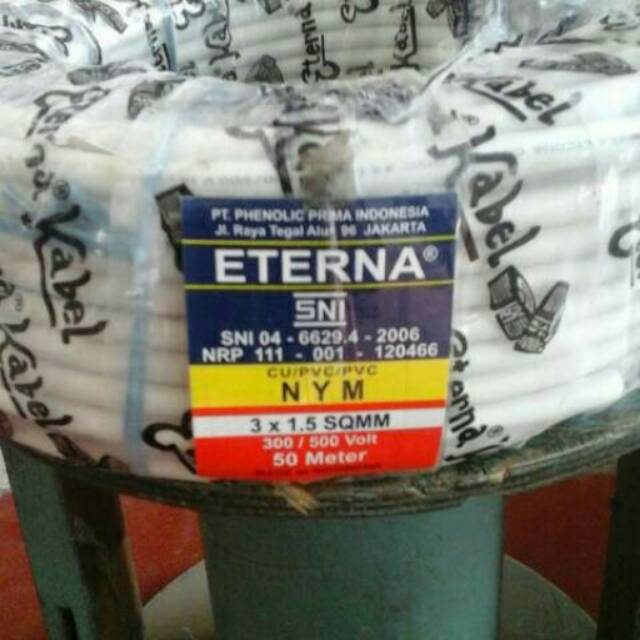 PT. PHENOLIC PRIMA INDONESIA
Jl. Raya Tegal Alur 96 JAKARTA
ETERNA®
SNI
SNI 04 - 6629.4 - 2006
NRP 111 - 001 - 120466
CU/PVC/PVC
NYM
3 x 1.5 SQMM
300 / 500 Volt
50 Meter
Kabel
Kabel
Kabel
Kabel
Eterna
Eterna